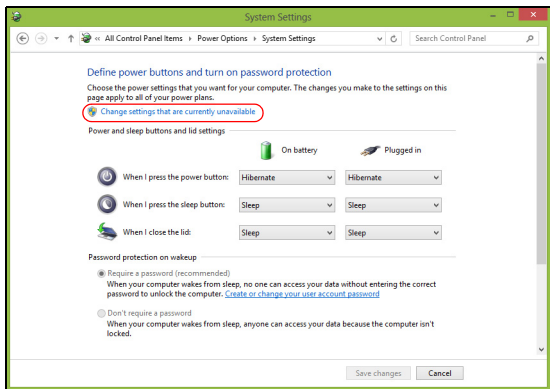 System Settings
« All Control Panel Items ▸ Power Options ▸ System Settings
Search Control Panel
Define power buttons and turn on password protection
Choose the power settings that you want for your computer. The changes you make to the settings on this
page apply to all of your power plans.
Change settings that are currently unavailable
Power and sleep buttons and lid settings
On battery Plugged in
When I press the power button: Hibernate Hibernate
When I press the sleep button: Sleep Sleep
When I close the lid: Sleep Sleep
Password protection on wakeup
Require a password (recommended)
When your computer wakes from sleep, no one can access your data without entering the correct
password to unlock the computer. Create or change your user account password
Don't require a password
When your computer wakes from sleep, anyone can access your data because the computer isn't
locked.
Save changes Cancel